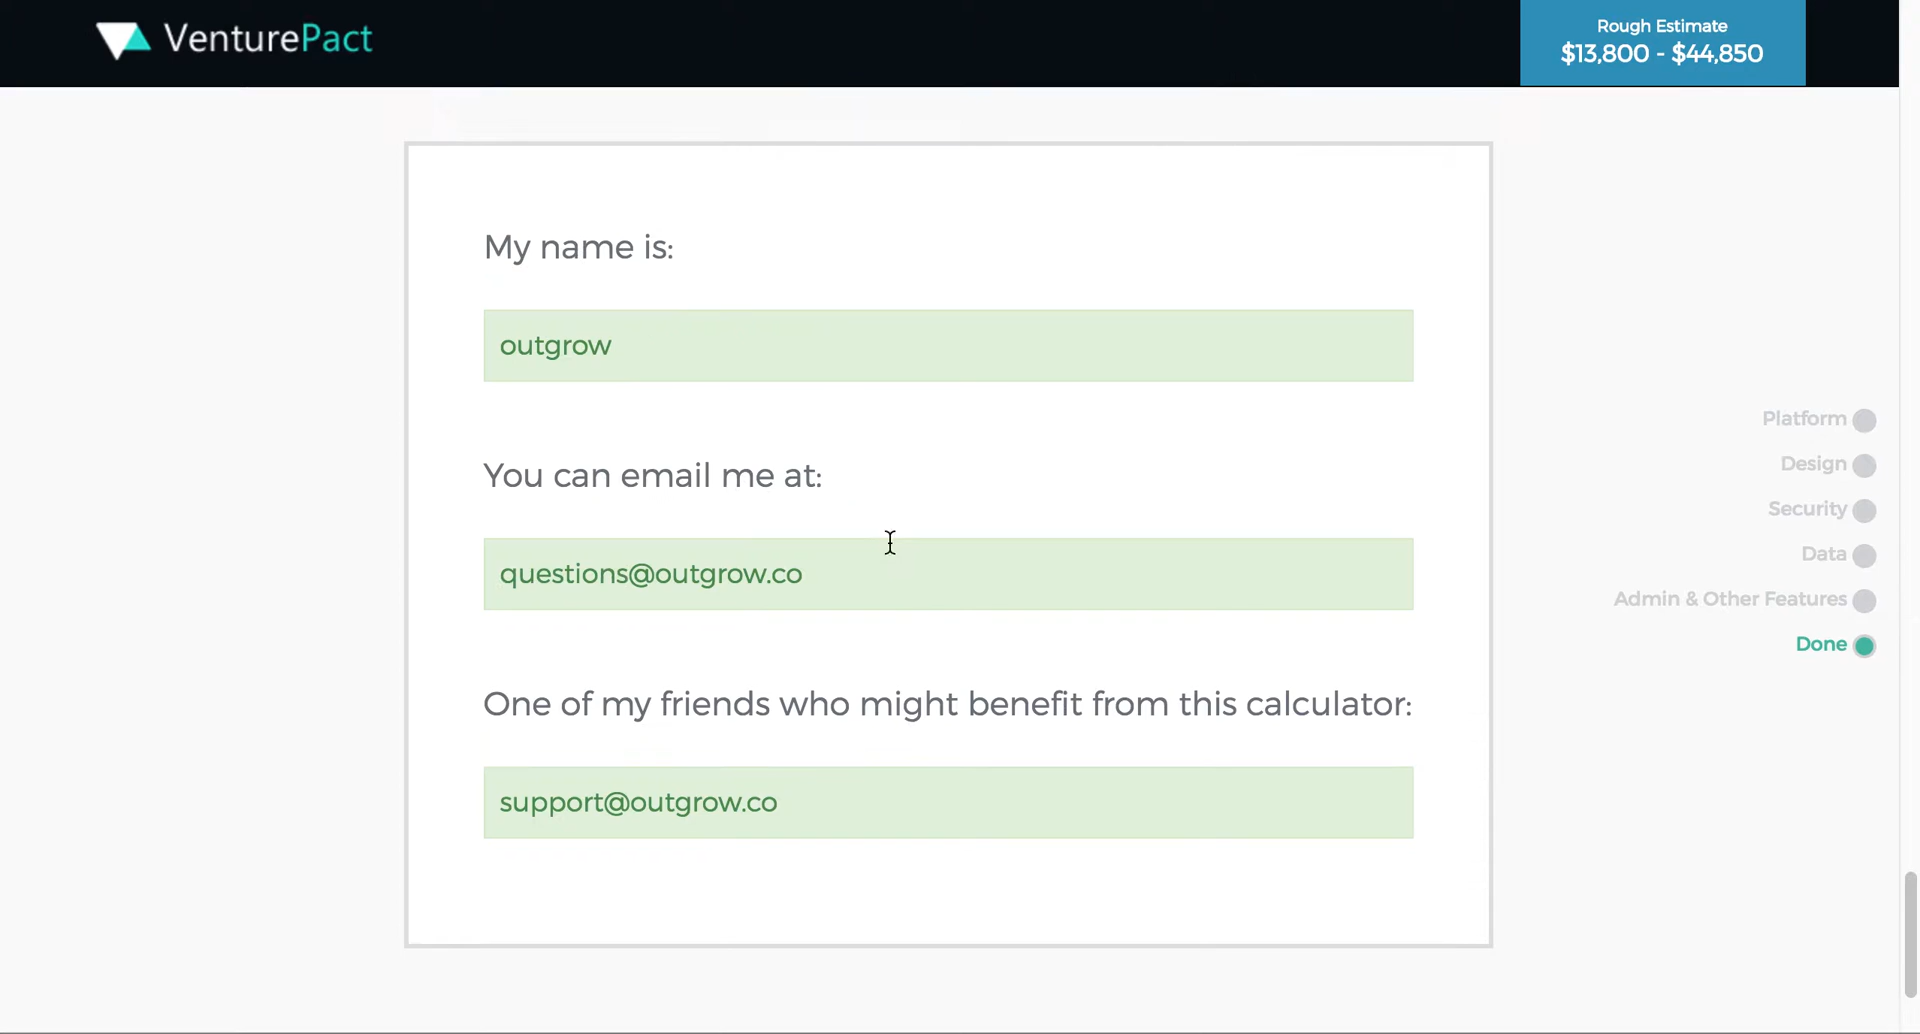 VenturePact
Rough Estimate
$13,800 - $44,850
My name is:
outgrow
You can email me at:
questions@outgrow.co
One of my friends who might benefit from this calculator:
support@outgrow.co
Platform
Design
Security
Data
Admin & Other Features
Done